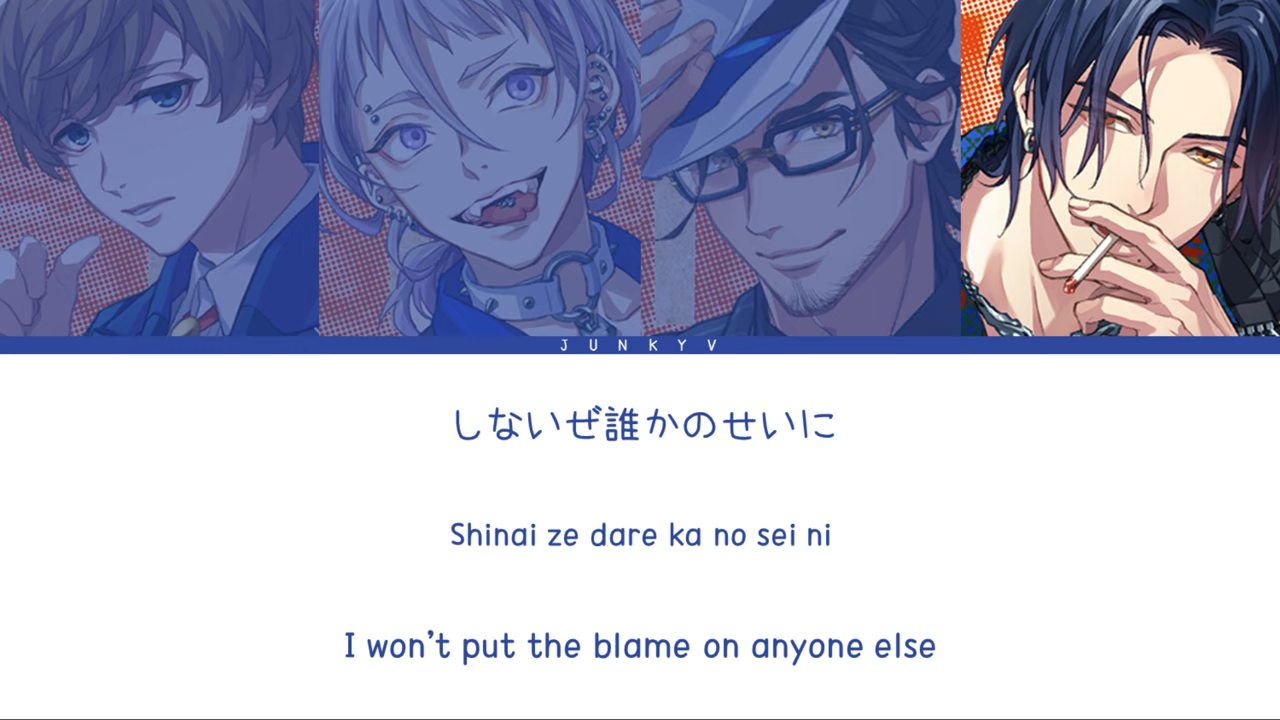 J U N K Y V
しないぜ誰かのせいに
Shinai ze dare ka no sei ni
I won't put the blame on anyone else